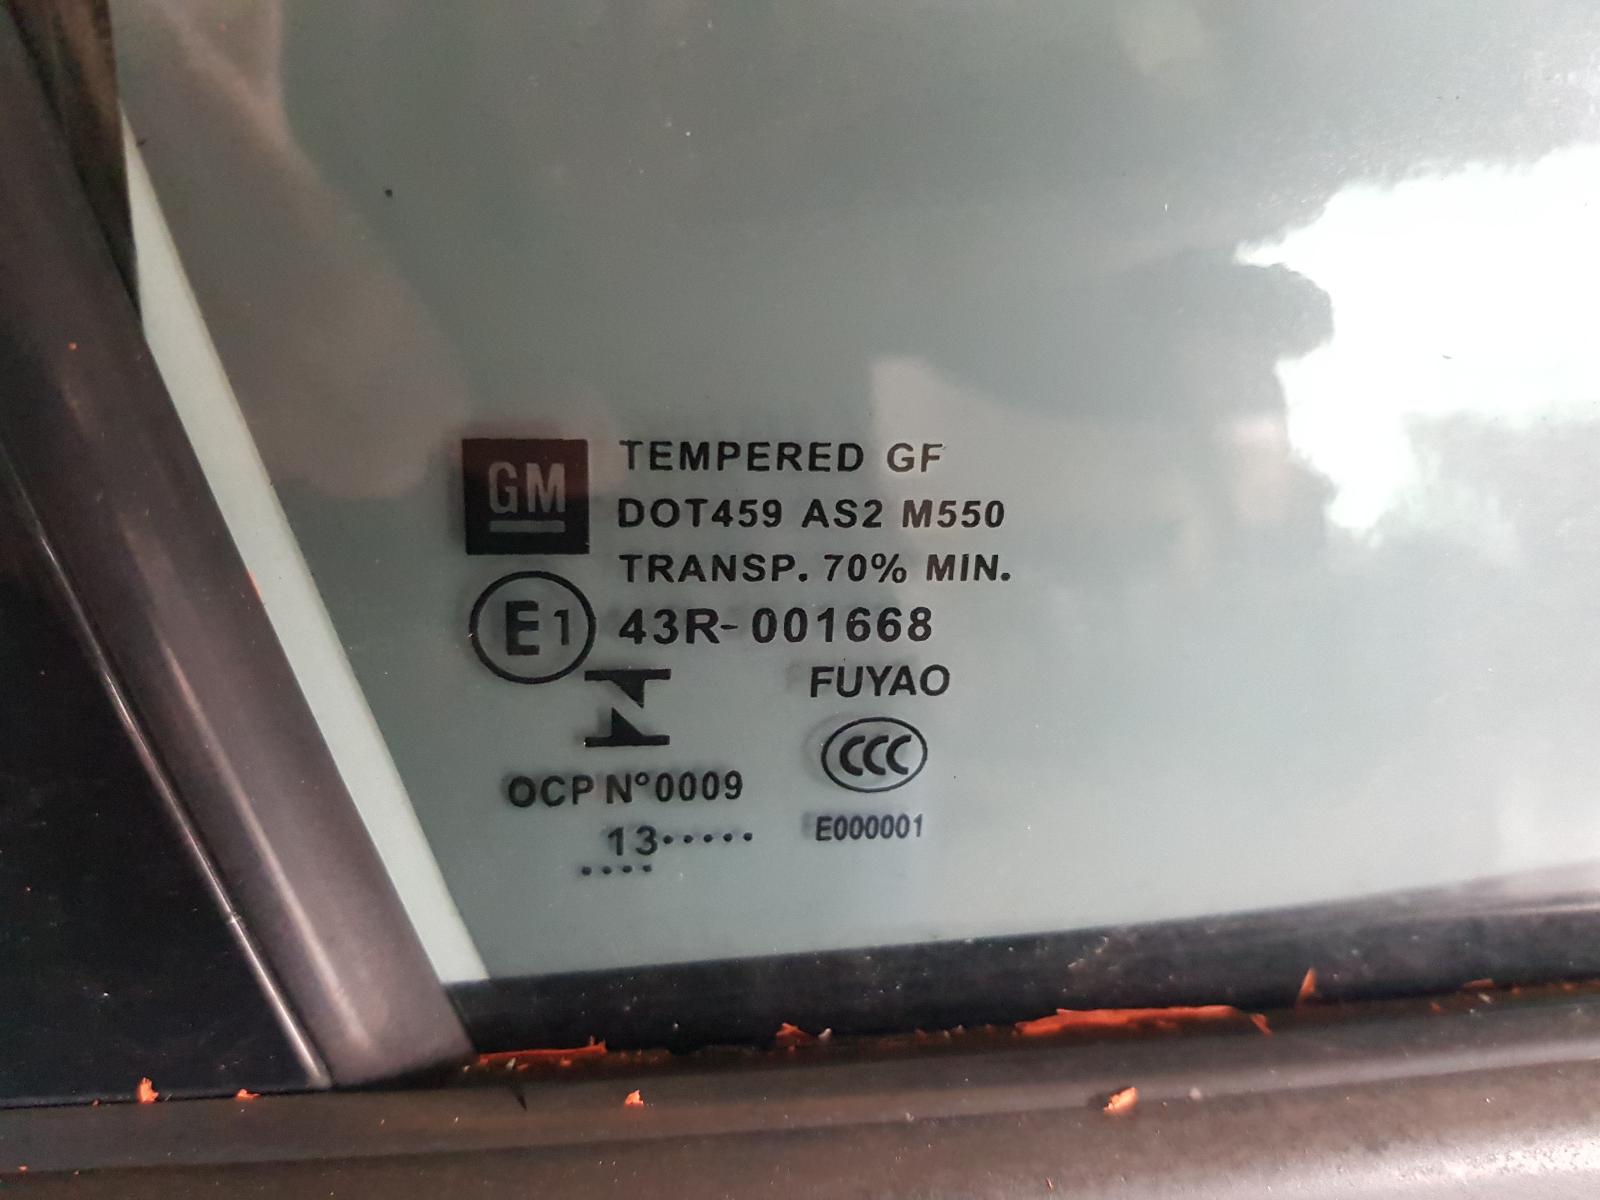 GM
TEMPERED GF
DOT459 AS2 M550
TRANSP. 70% MIN.
E1 43R-001668
FUYAO
OCP N°0009
CCC
13·····
····
E000001